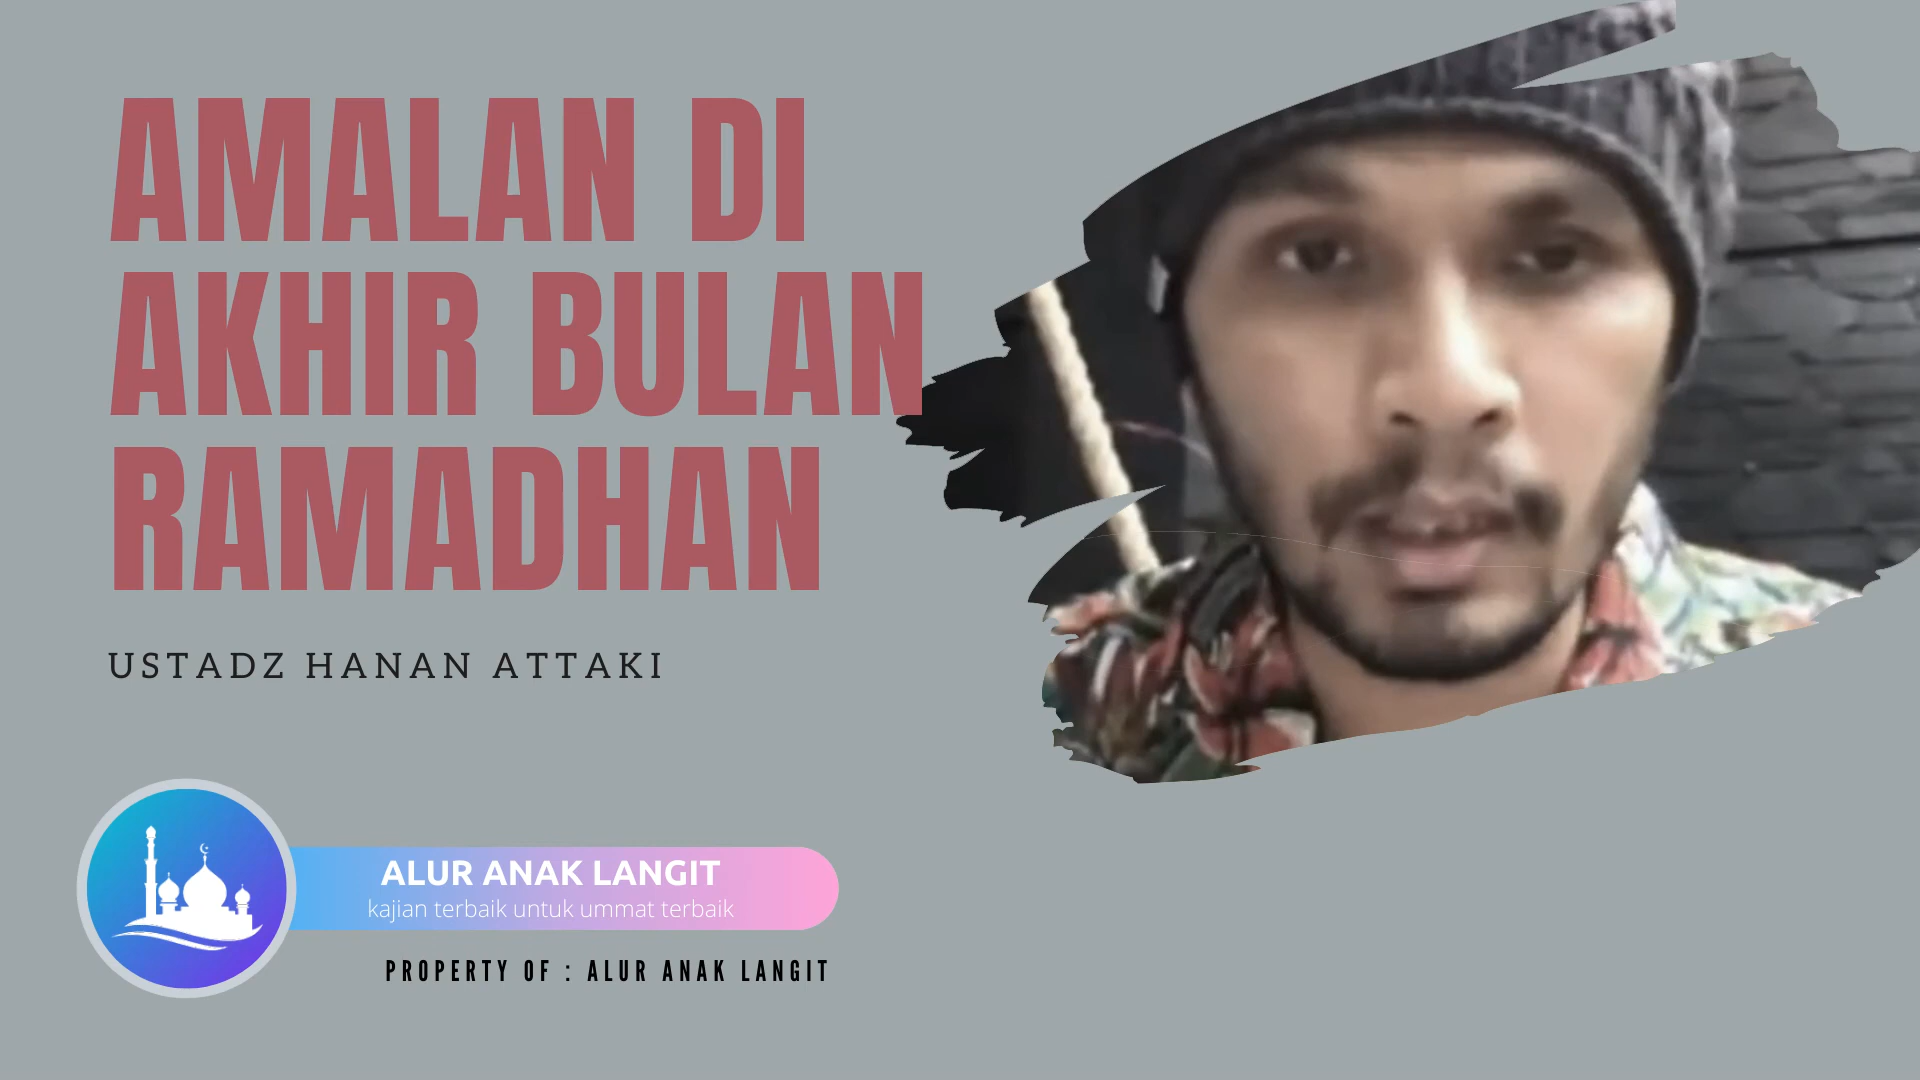 AMALAN DI
AKHIR BULAN
RAMADHAN
USTADZ HANAN ATTAKI
ALUR ANAK LANGIT
kajian terbaik untuk ummat terbaik
PROPERTY OF : ALUR ANAK LANGIT